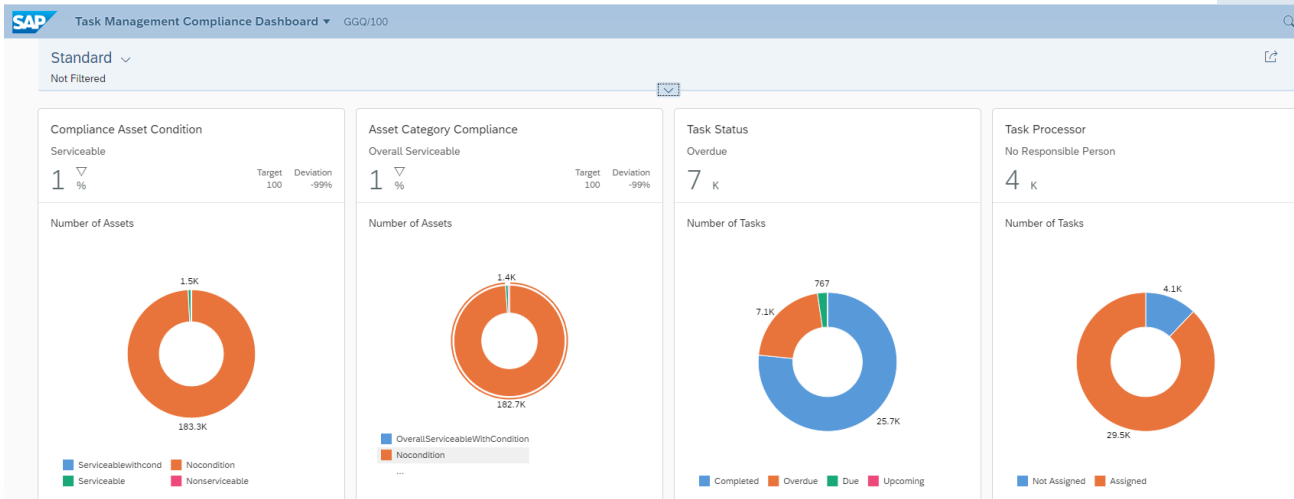 SAP Task Management Compliance Dashboard GGQ/100
Standard
Not Filtered
Compliance Asset Condition
Serviceable
1 %
Target Deviation
100 -99%
Number of Assets
1.5K
183.3K
Serviceablewithcond Nocondition
Serviceable Nonserviceable
Asset Category Compliance
Overall Serviceable
1 %
Target Deviation
100 -99%
Number of Assets
1.4K
182.7K
OverallServiceableWithCondition
Nocondition
...
Task Status
Overdue
7 K
Number of Tasks
767
7.1K
25.7K
Completed Overdue Due Upcoming
Task Processor
No Responsible Person
4 K
Number of Tasks
4.1K
29.5K
Not Assigned Assigned